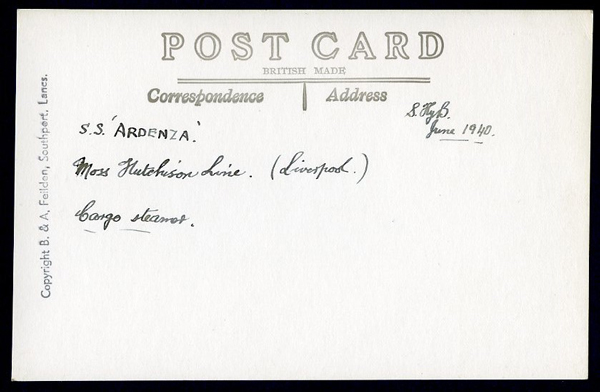 POST CARD
BRITISH MADE
Correspondence
Address
S. Hy B.
June 1940.
S.S. 'ARDENZA.'
Moss Hutchison Line. (Liverpool.)
Cargo steamer.
Copyright B. & A. Feilden, Southport, Lancs.